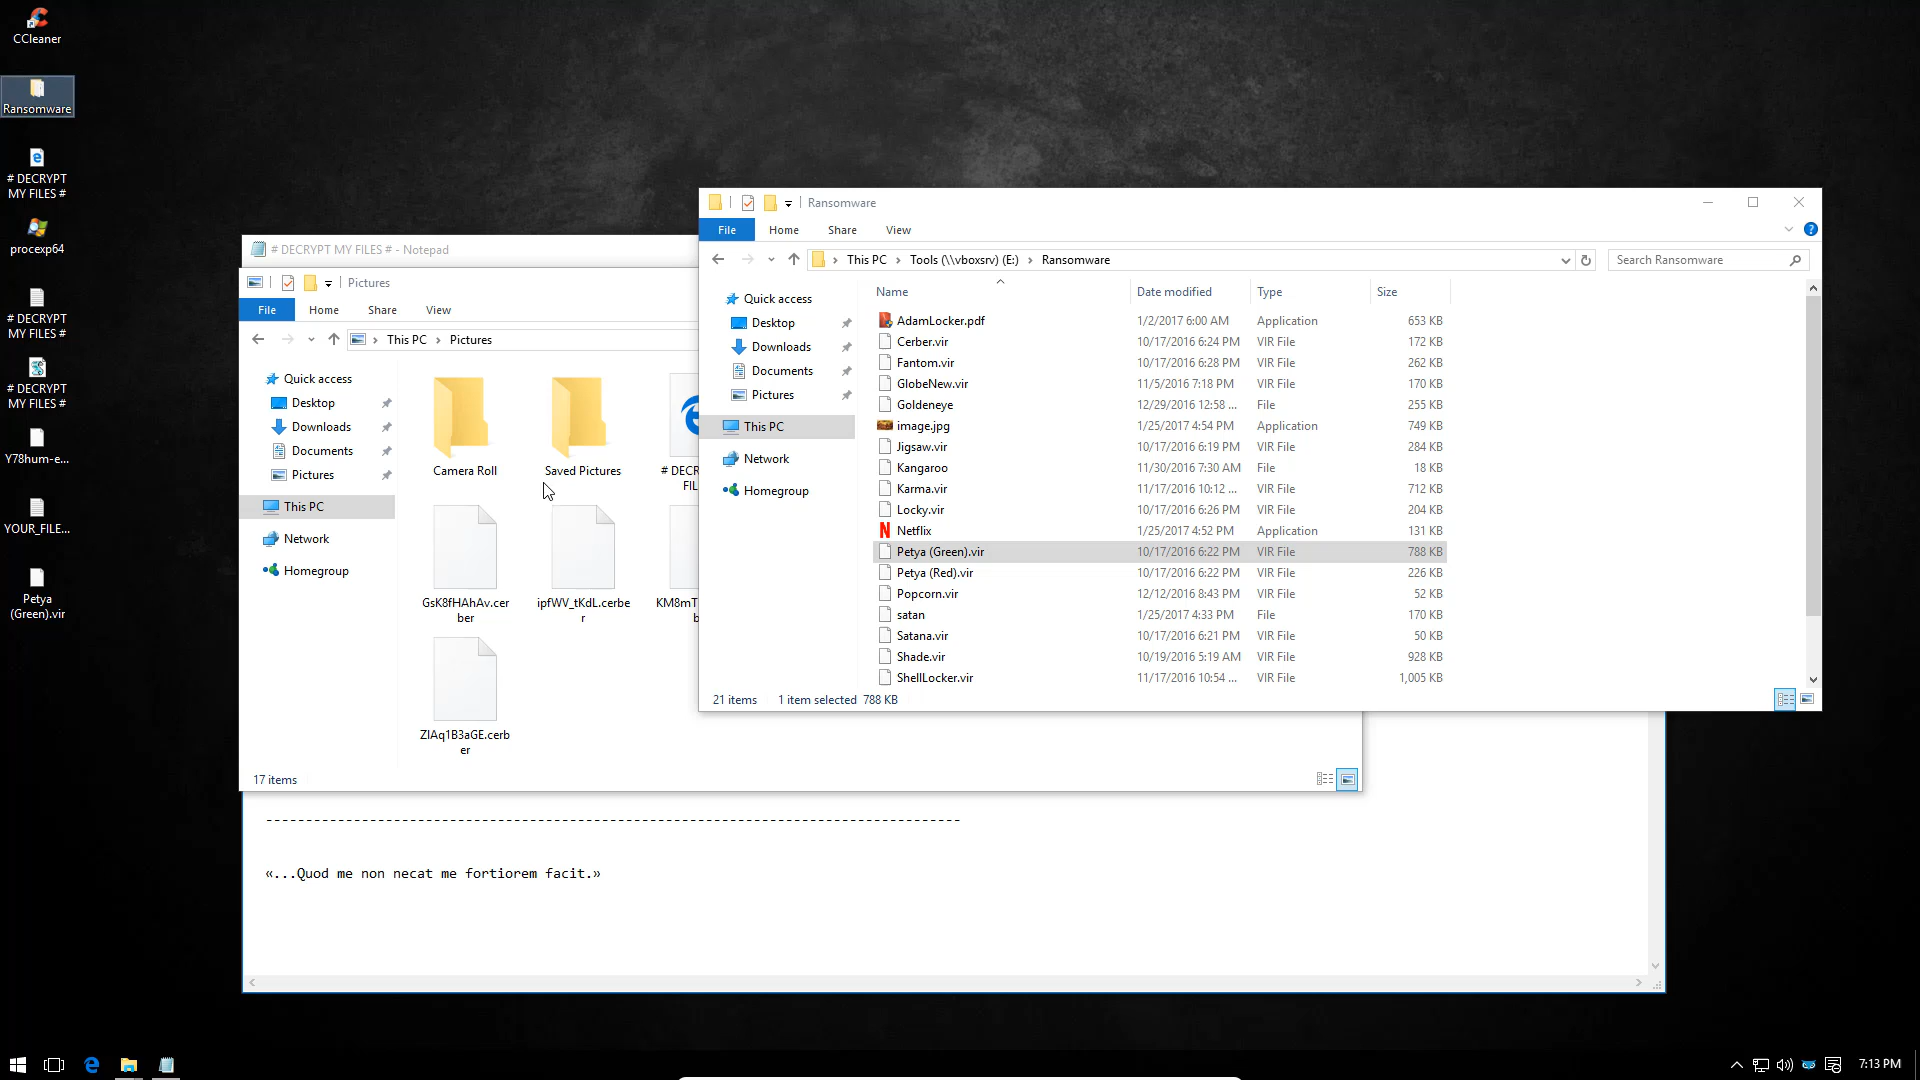 CCleaner
Ransomware
# DECRYPT
MY FILES #
procexp64
# DECRYPT
MY FILES #
# DECRYPT
MY FILES #
Y78hum-e...
YOUR_FILE...
Petya
(Green).vir
# DECRYPT MY FILES # - Notepad
Pictures
File
Home
Share
View
This PC
Pictures
Quick access
Desktop
Downloads
Documents
Pictures
This PC
Network
Homegroup
Camera Roll
Saved Pictures
# DECR
FIL
GsK8fHAhAv.cer
ber
ipfWV_tKdL.cerbe
r
KM8mT
b
ZIAq1B3aGE.cerb
er
17 items
--------------------------------------------------------------------------------------
«...Quod me non necat me fortiorem facit.»
Ransomware
File
Home
Share
View
This PC
Tools (\\vboxsrv) (E:)
Ransomware
Search Ransomware
Quick access
Desktop
Downloads
Documents
Pictures
This PC
Network
Homegroup
Name Date modified Type Size
AdamLocker.pdf 1/2/2017 6:00 AM Application 653 KB
Cerber.vir 10/17/2016 6:24 PM VIR File 172 KB
Fantom.vir 10/17/2016 6:28 PM VIR File 262 KB
GlobeNew.vir 11/5/2016 7:18 PM VIR File 170 KB
Goldeneye 12/29/2016 12:58 ... File 255 KB
image.jpg 1/25/2017 4:54 PM Application 749 KB
Jigsaw.vir 10/17/2016 6:19 PM VIR File 284 KB
Kangaroo 11/30/2016 7:30 AM File 18 KB
Karma.vir 11/17/2016 10:12 ... VIR File 712 KB
Locky.vir 10/17/2016 6:26 PM VIR File 204 KB
Netflix 1/25/2017 4:52 PM Application 131 KB
Petya (Green).vir 10/17/2016 6:22 PM VIR File 788 KB
Petya (Red).vir 10/17/2016 6:22 PM VIR File 226 KB
Popcorn.vir 12/12/2016 8:43 PM VIR File 52 KB
satan 1/25/2017 4:33 PM File 170 KB
Satana.vir 10/17/2016 6:21 PM VIR File 50 KB
Shade.vir 10/19/2016 5:19 AM VIR File 928 KB
ShellLocker.vir 11/17/2016 10:54 ... VIR File 1,005 KB
21 items 1 item selected 788 KB
7:13 PM